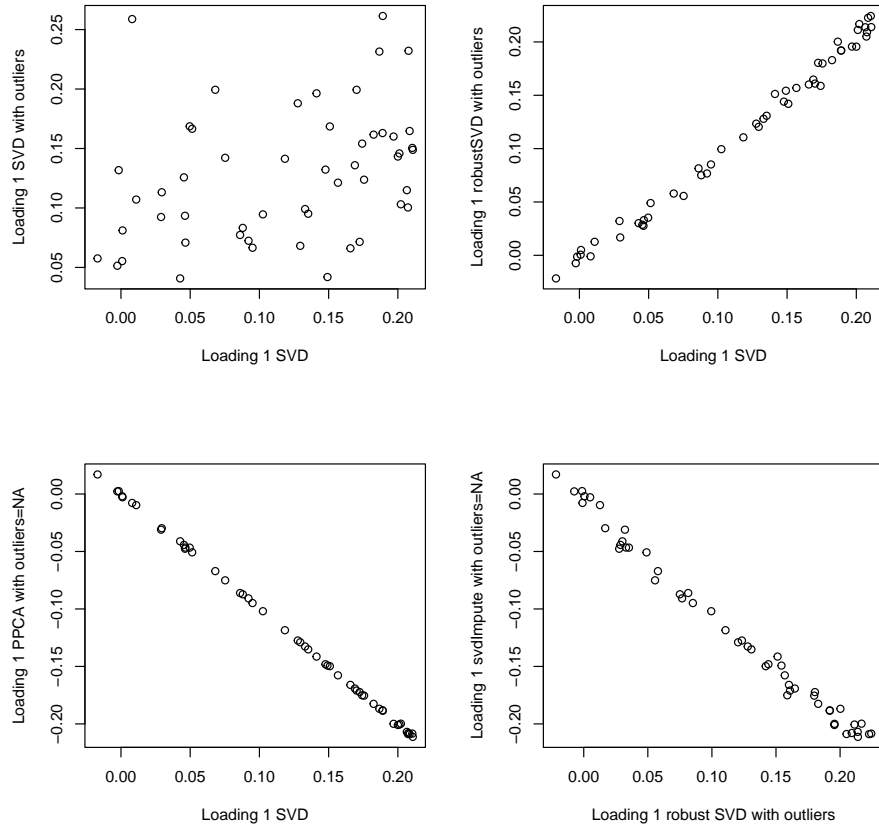 Loading 1 SVD with outliers
0.05 0.10 0.15 0.20 0.25
0.00 0.05 0.10 0.15 0.20
Loading 1 SVD
Loading 1 robustSVD with outliers
0.00 0.05 0.10 0.15 0.20
0.00 0.05 0.10 0.15 0.20
Loading 1 SVD
Loading 1 PPCA with outliers=NA
−0.20 −0.15 −0.10 −0.05 0.00
0.00 0.05 0.10 0.15 0.20
Loading 1 SVD
Loading 1 svdImpute with outliers=NA
−0.20 −0.15 −0.10 −0.05 0.00
0.00 0.05 0.10 0.15 0.20
Loading 1 robust SVD with outliers